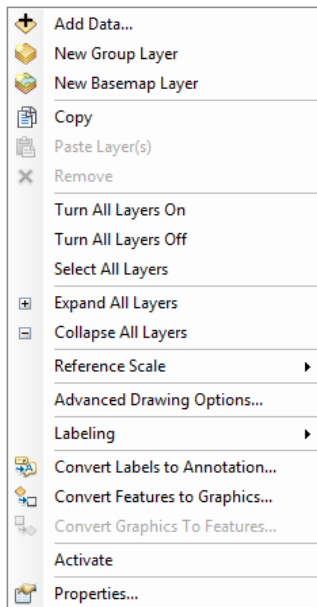 Add Data...
New Group Layer
New Basemap Layer
Copy
Paste Layer(s)
Remove
Turn All Layers On
Turn All Layers Off
Select All Layers
Expand All Layers
Collapse All Layers
Reference Scale
Advanced Drawing Options...
Labeling
Convert Labels to Annotation...
Convert Features to Graphics...
Convert Graphics To Features...
Activate
Properties...